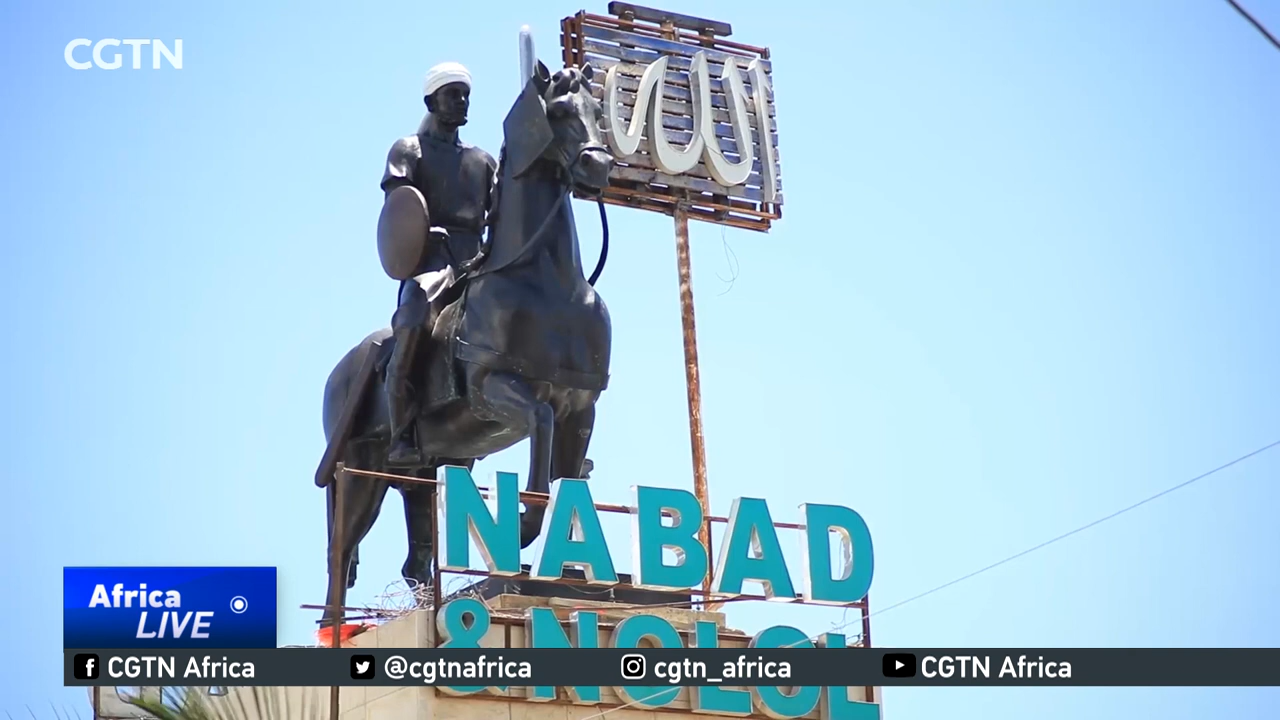 CGTN
الله
NABAD
& NOLOL
Africa
LIVE
CGTN Africa
@cgtnafrica
cgtn_africa
CGTN Africa